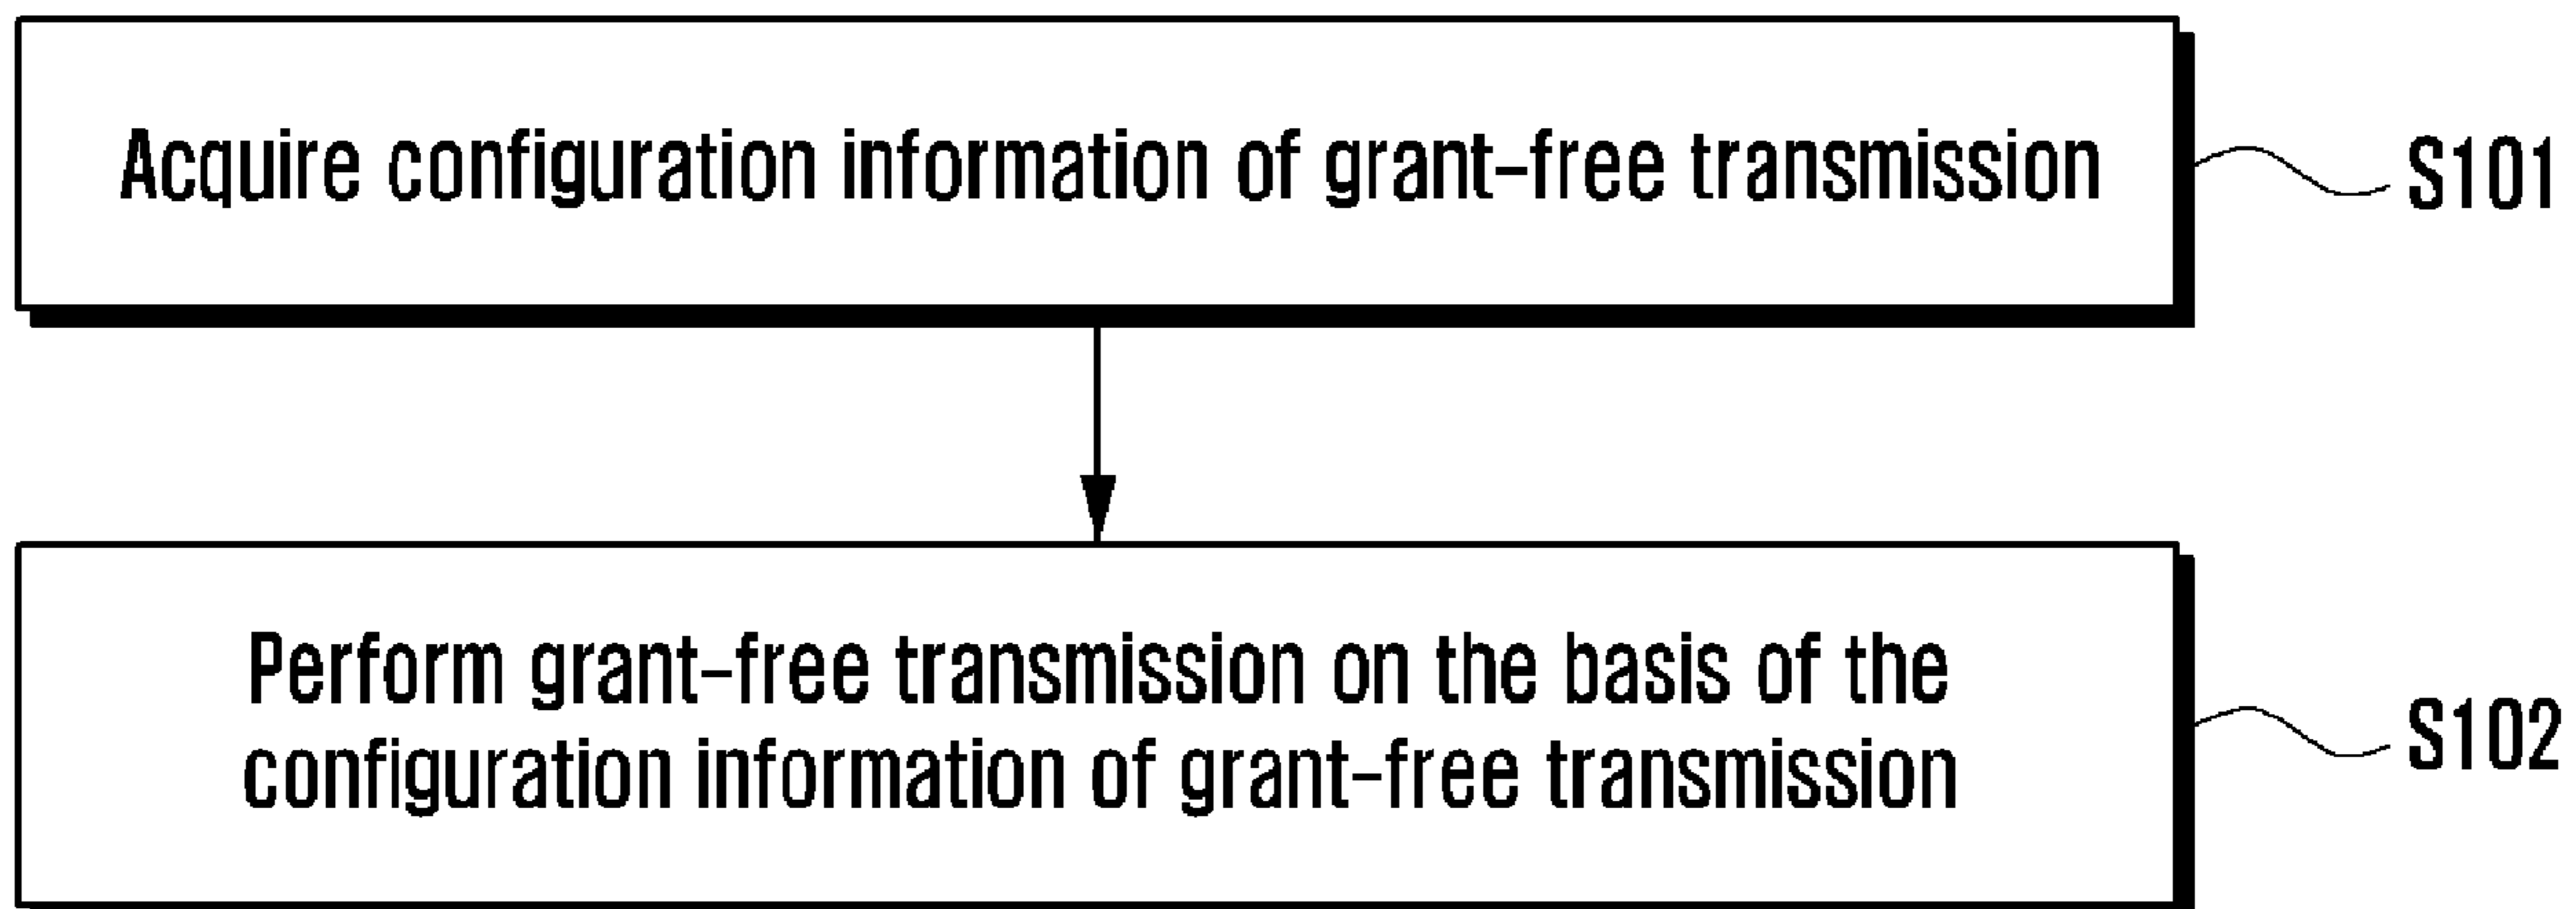 Acquire configuration information of grant-free transmission
S101
Perform grant-free transmission on the basis of the
configuration information of grant-free transmission
S102